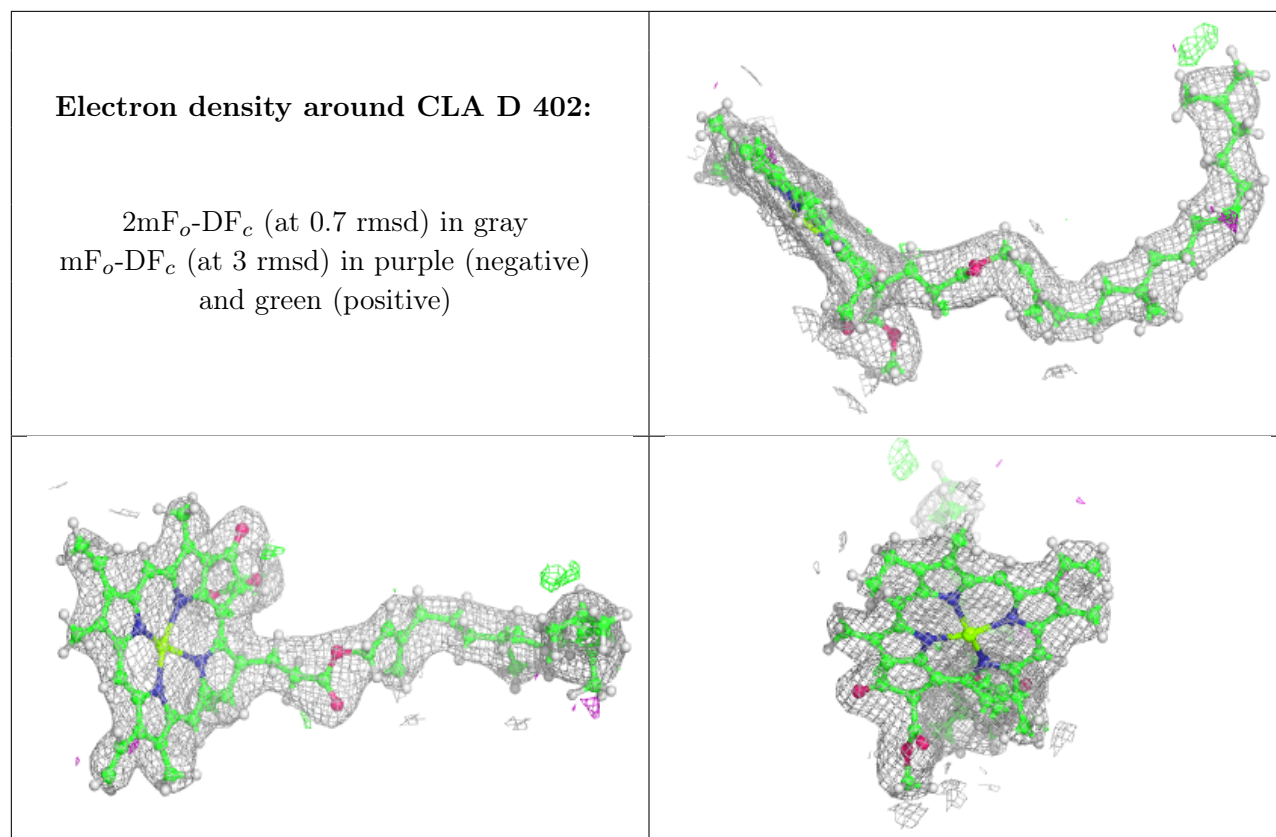 Electron density around CLA D 402:
2mFo-DFc (at 0.7 rmsd) in gray
mFo-DFc (at 3 rmsd) in purple (negative)
and green (positive)